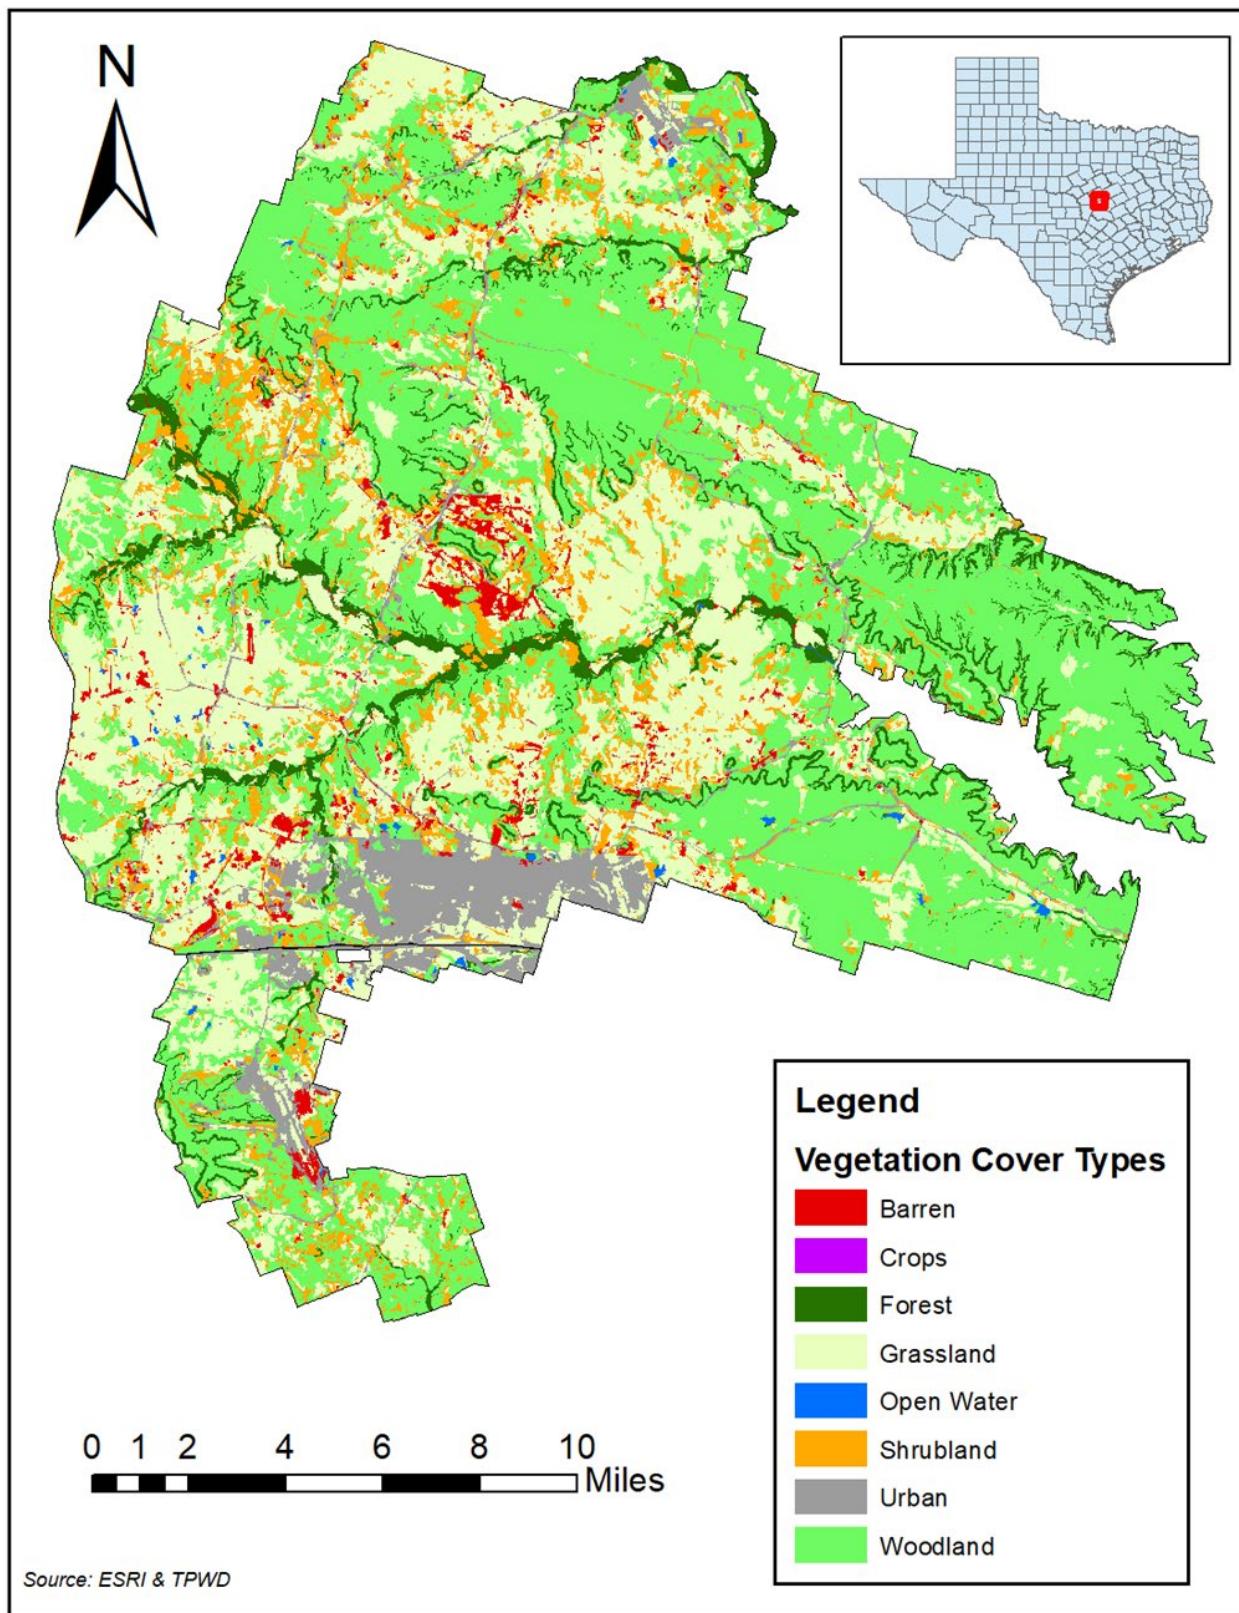 N
Legend
Vegetation Cover Types
Barren
Crops
Forest
Grassland
Open Water
Shrubland
Urban
Woodland
0 1 2 4 6 8 10
Miles
Source: ESRI & TPWD